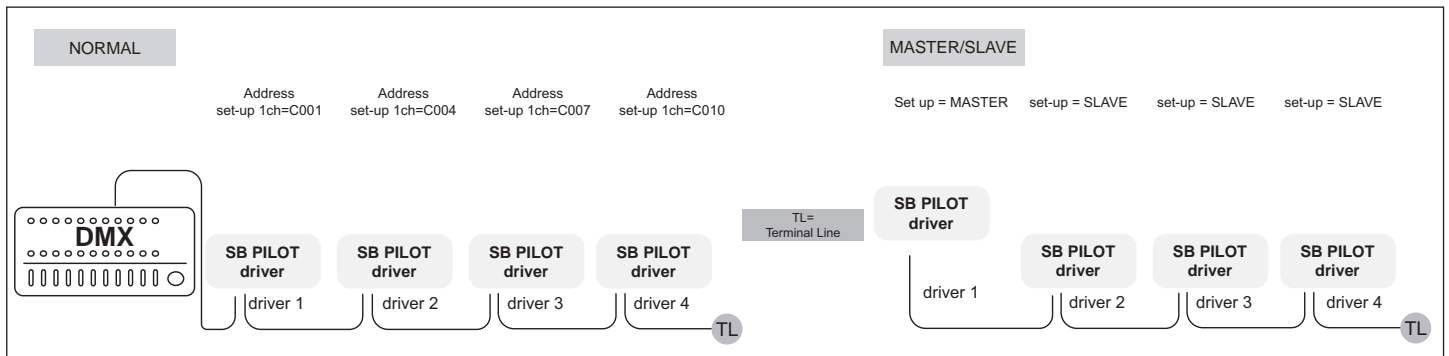 NORMAL
Address
set-up 1ch=C001
Address
set-up 1ch=C004
Address
set-up 1ch=C007
Address
set-up 1ch=C010
DMX
SB PILOT
driver
driver 1
SB PILOT
driver
driver 2
SB PILOT
driver
driver 3
SB PILOT
driver
driver 4
TL
TL=
Terminal Line
MASTER/SLAVE
Set up = MASTER
set-up = SLAVE
set-up = SLAVE
set-up = SLAVE
SB PILOT
driver
driver 1
SB PILOT
driver
driver 2
SB PILOT
driver
driver 3
SB PILOT
driver
driver 4
TL